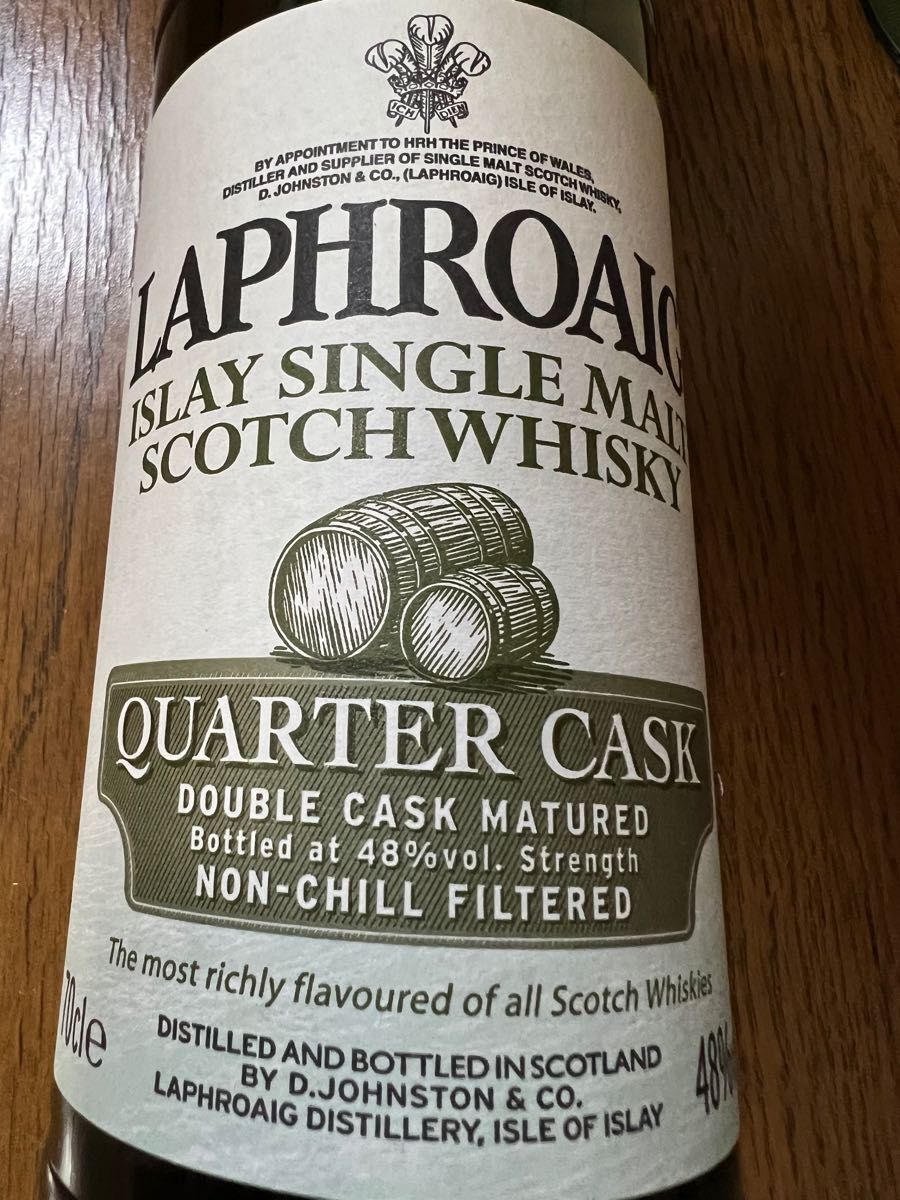 ICH DIEN
BY APPOINTMENT TO HRH THE PRINCE OF WALES,
DISTILLER AND SUPPLIER OF SINGLE MALT SCOTCH WHISKY,
D. JOHNSTON & CO., (LAPHROAIG) ISLE OF ISLAY.
LAPHROAIG
ISLAY SINGLE MALT
SCOTCH WHISKY
QUARTER CASK
DOUBLE CASK MATURED
Bottled at 48%vol. Strength
NON-CHILL FILTERED
The most richly flavoured of all Scotch Whiskies
70cle
48%
DISTILLED AND BOTTLED IN SCOTLAND
BY D.JOHNSTON & CO.
LAPHROAIG DISTILLERY, ISLE OF ISLAY